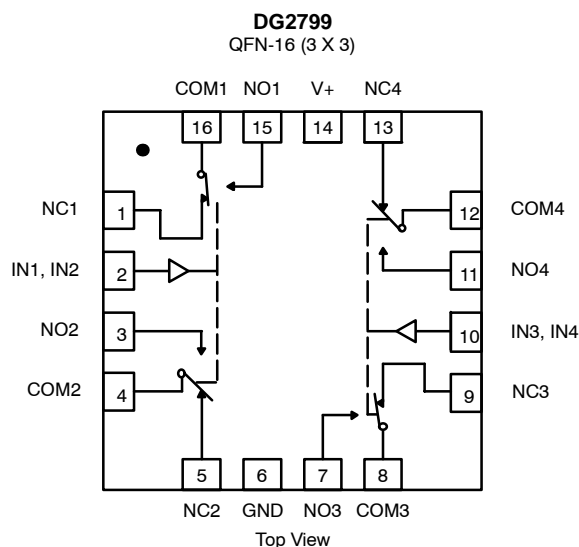 DG2799
QFN-16 (3 X 3)
COM1 NO1 V+ NC4
16 15 14 13
NC1 1 12 COM4
IN1, IN2 2 11 NO4
NO2 3 10 IN3, IN4
COM2 4 9 NC3
5 6 7 8
NC2 GND NO3 COM3
Top View